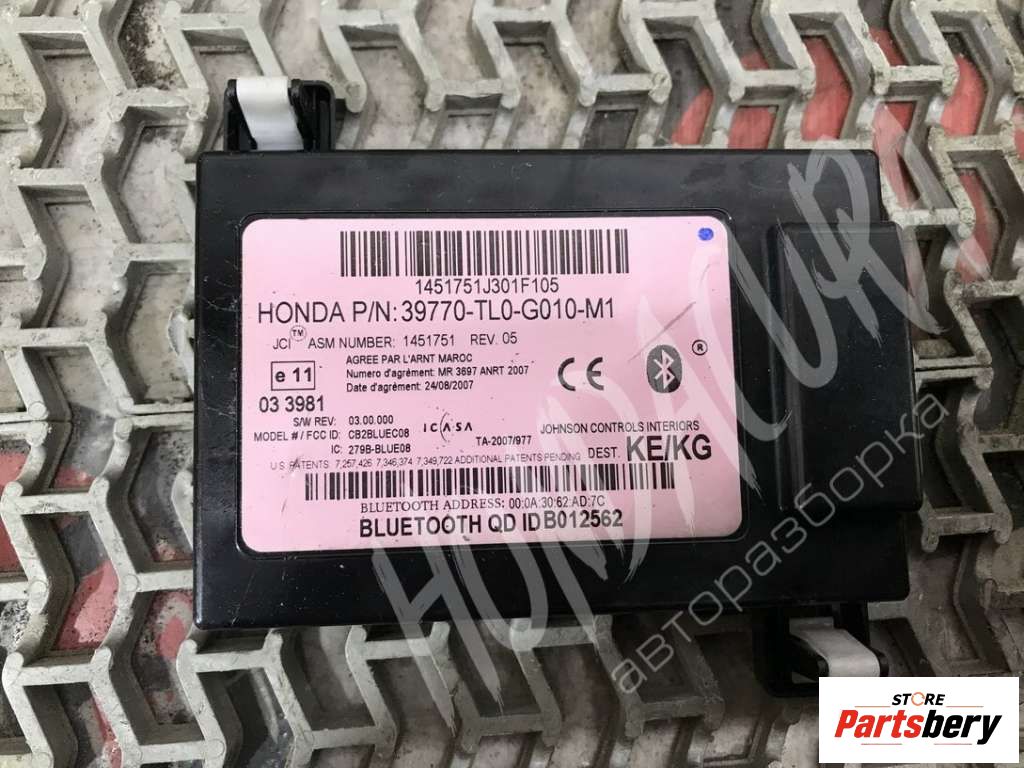 1451751J301F105
HONDA P/N: 39770-TL0-G010-M1
JCI™ ASM NUMBER: 1451751 REV. 05
e 11
AGREE PAR L'ARNT MAROC
Numero d'agrément: MR 3697 ANRT 2007
Date d'agrément: 24/08/2007
CE
®
03 3981
S/W REV: 03.00.000
MODEL # / FCC ID: CB2BLUEC08
IC: 279B-BLUE08
ICASA
TA-2007/977
JOHNSON CONTROLS INTERIORS
DEST. KE/KG
U.S PATENTS: 7,257,426 7,346,374 7,349,722 ADDITIONAL PATENTS PENDING
BLUETOOTH ADDRESS: 00:0A:30:62:AD:7C
BLUETOOTH QD ID B012562
HONDACURA
авторазборка
STORE
Partsbery